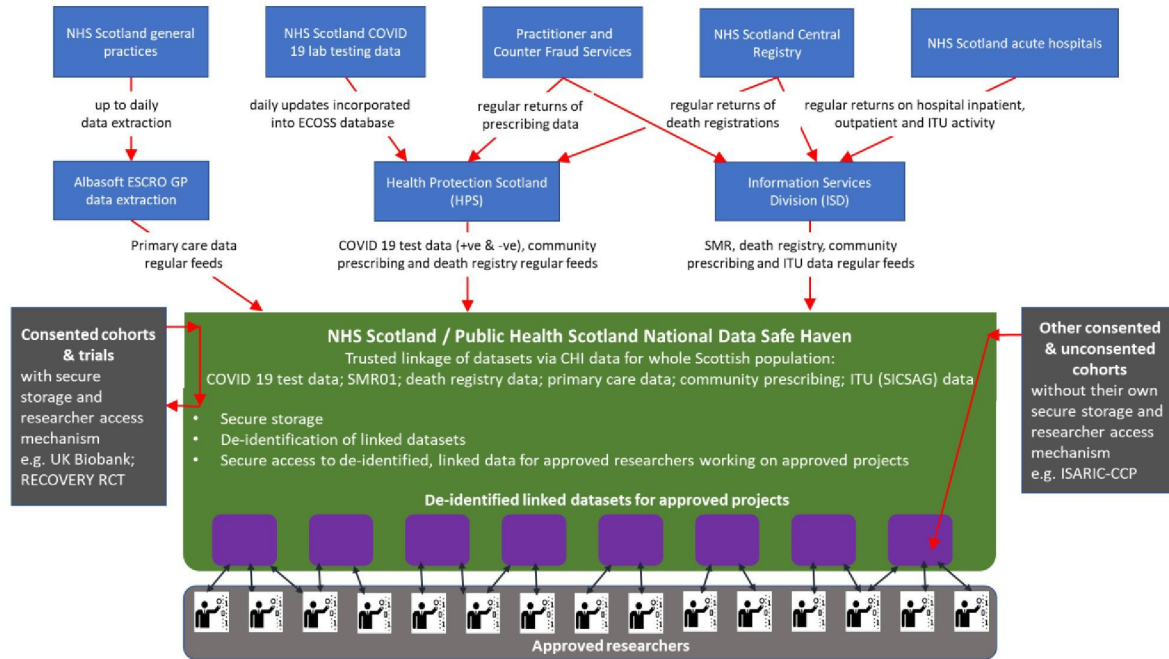 NHS Scotland general
practices
NHS Scotland COVID
19 lab testing data
Practitioner and
Counter Fraud Services
NHS Scotland Central
Registry
NHS Scotland acute hospitals
up to daily
data extraction
daily updates incorporated
into ECOSS database
regular returns of
prescribing data
regular returns of
death registrations
regular returns on hospital inpatient,
outpatient and ITU activity
Albasoft ESCRO GP
data extraction
Health Protection Scotland
(HPS)
Information Services
Division (ISD)
Primary care data
regular feeds
COVID 19 test data (+ve & -ve), community
prescribing and death registry regular feeds
SMR, death registry, community
prescribing and ITU data regular feeds
Consented cohorts
& trials
with secure
storage and
researcher access
mechanism
e.g. UK Biobank;
RECOVERY RCT
NHS Scotland / Public Health Scotland National Data Safe Haven
Trusted linkage of datasets via CHI data for whole Scottish population:
COVID 19 test data; SMR01; death registry data; primary care data; community prescribing; ITU (SICSAG) data
• Secure storage
• De-identification of linked datasets
• Secure access to de-identified, linked data for approved researchers working on approved projects
De-identified linked datasets for approved projects
Other consented
& unconsented
cohorts
without their own
secure storage and
researcher access
mechanism
e.g. ISARIC-CCP
Approved researchers